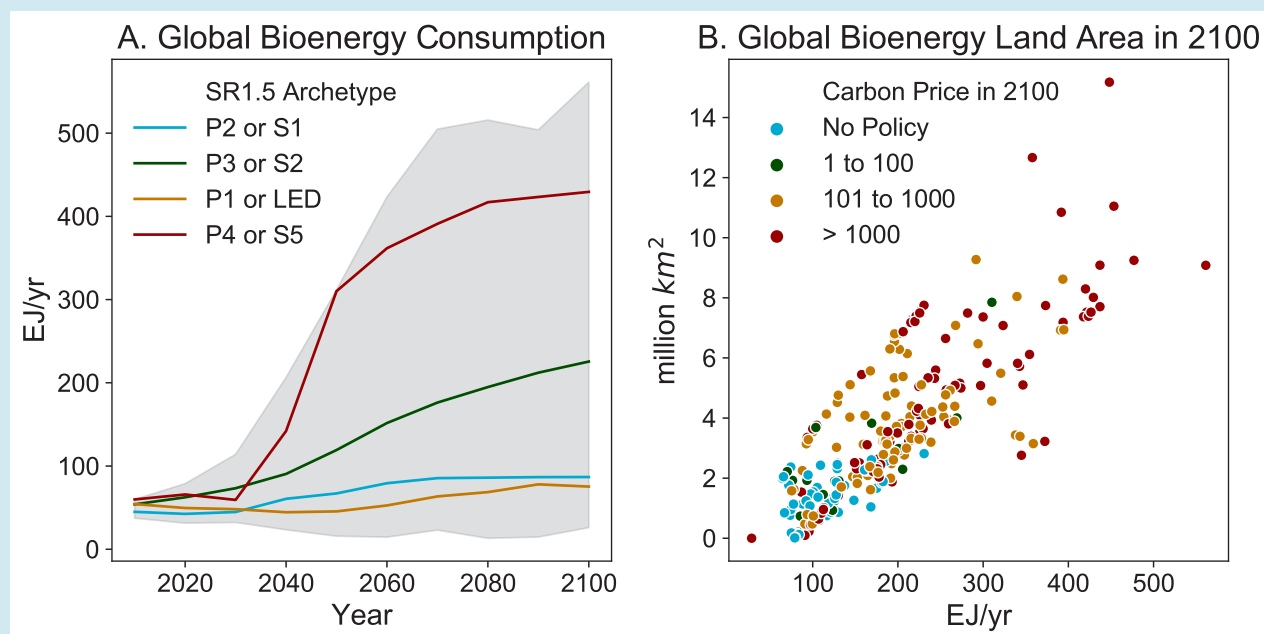 A. Global Bioenergy Consumption
SR1.5 Archetype
P2 or S1
P3 or S2
P1 or LED
P4 or S5
500
400
300
200
100
0
EJ/yr
2020
2040
2060
2080
2100
Year
B. Global Bioenergy Land Area in 2100
Carbon Price in 2100
No Policy
1 to 100
101 to 1000
> 1000
14
12
10
8
6
4
2
0
million km²
100
200
300
400
500
EJ/yr